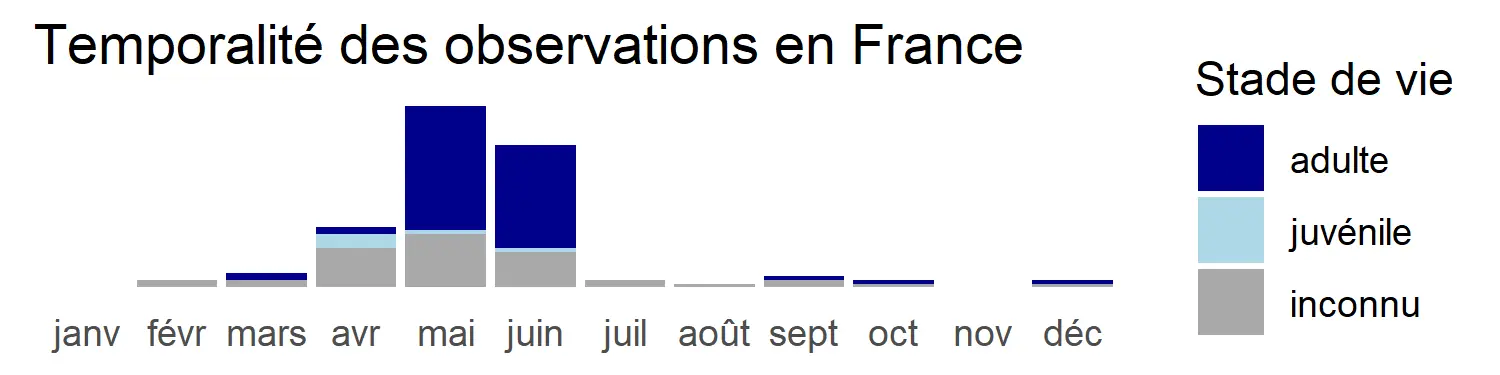 Temporalité des observations en France
janv févr mars avr mai juin juil août sept oct nov déc
Stade de vie
adulte
juvénile
inconnu